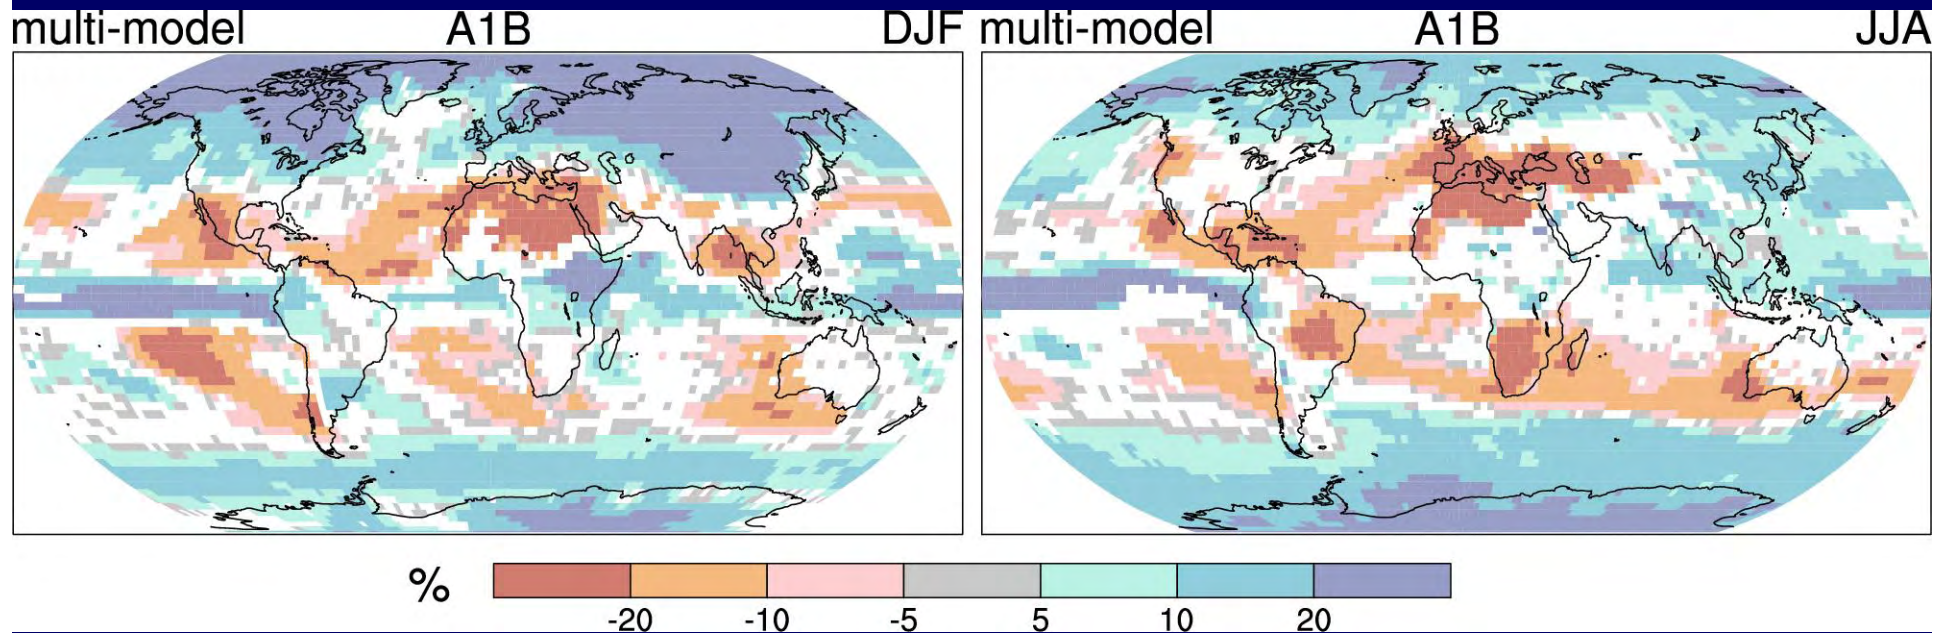 multi-model A1B DJF
multi-model A1B JJA
%
-20 -10 -5 5 10 20